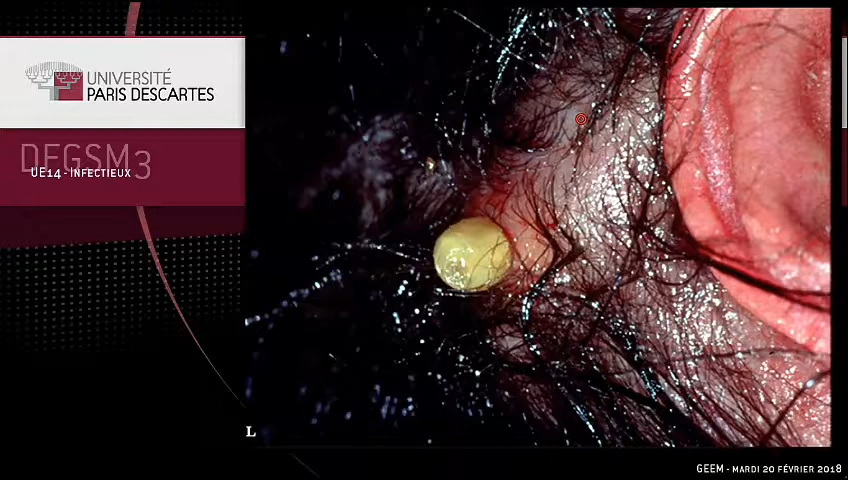 UNIVERSITÉ
PARIS DESCARTES
DFGSM3
UE14 - Infectieux
L
GEEM - MARDI 20 FÉVRIER 2018